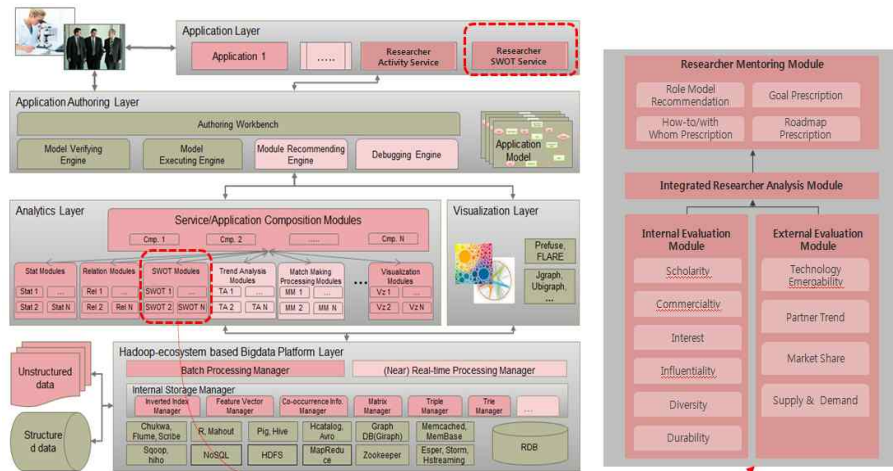 Application Layer
Application 1
.....
Researcher
Activity Service
Researcher
SWOT Service
Application Authoring Layer
Authoring Workbench
Model Verifying
Engine
Model
Executing Engine
Module Recommending
Engine
Debugging Engine
Application
Model
Analytics Layer
Service/Application Composition Modules
Cmp. 1
Cmp. 2
......
Cmp. N
Stat Modules
Stat 1
...
Stat 2
Stat N
Relation Modules
Rel 1
...
Rel 2
Rel N
SWOT Modules
SWOT 1
...
SWOT 2
SWOT N
Trend Analysis
Modules
TA 1
...
TA 2
TA N
Match Making
Processing Modules
MM 1
...
MM 2
MM N
...
Visualization
Modules
Vz 1
...
Vz 2
Vz N
Visualization Layer
Prefuse,
FLARE
Jgraph,
Ubigraph,
...
Unstructured
data
Structure
d data
Hadoop-ecosystem based Bigdata Platform Layer
Batch Processing Manager
(Near) Real-time Processing Manager
Internal Storage Manager
Inverted Index
Manager
Feature Vector
Manager
Co-occurrence Info.
Manager
Matrix
Manager
Triple
Manager
Trie
Manager
...
Chukwa,
Flume, Scribe
R, Mahout
Pig, Hive
Hcatalog,
Avro
Graph
DB(Giraph)
Memcached,
MemBase
Sqoop,
hiho
NoSQL
HDFS
MapRedu
ce
Zookeeper
Esper, Storm,
Hstreaming
RDB
Researcher Mentoring Module
Role Model
Recommendation
Goal Prescription
How-to/with
Whom Prescription
Roadmap
Prescription
Integrated Researcher Analysis Module
Internal Evaluation
Module
Scholarity
Commercialtiy
Interest
Influentiality
Diversity
Durability
External Evaluation
Module
Technology
Emergability
Partner Trend
Market Share
Supply & Demand